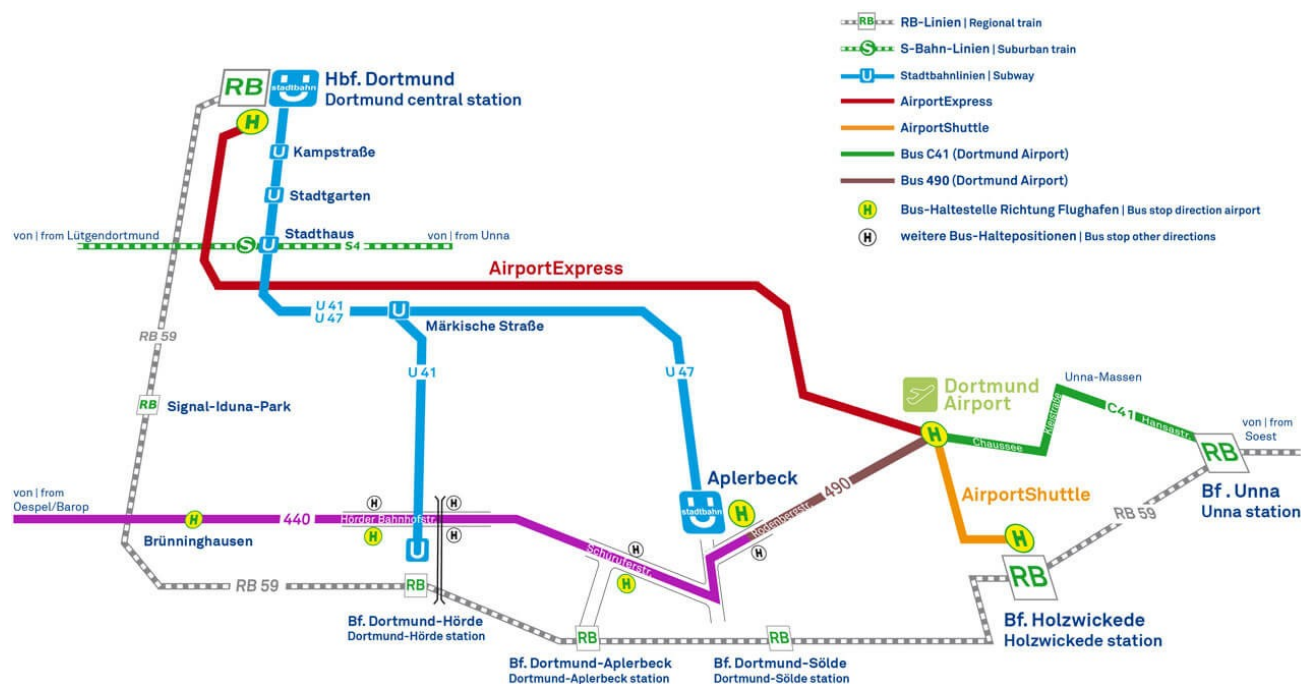 RB
RB-Linien | Regional train
S
S-Bahn-Linien | Suburban train
U
Stadtbahnlinien | Subway
AirportExpress
AirportShuttle
Bus C41 (Dortmund Airport)
Bus 490 (Dortmund Airport)
H
Bus-Haltestelle Richtung Flughafen | Bus stop direction airport
H
weitere Bus-Haltepositionen | Bus stop other directions
RB
stadtbahn
Hbf. Dortmund
Dortmund central station
H
U
Kampstraße
U
Stadtgarten
von | from Lütgendortmund
S
U
Stadthaus
S4
von | from Unna
AirportExpress
U 41
U 47
U
Märkische Straße
RB 59
U 41
U 47
RB
Signal-Iduna-Park
Dortmund
Airport
H
Unna-Massen
Chaussee
C41
Hansastr.
von | from
Soest
RB
Bf . Unna
Unna station
AirportShuttle
H
RB 59
RB
Bf. Holzwickede
Holzwickede station
Aplerbeck
stadtbahn
H
490
H
von | from
Oespel/Barop
H
Brünninghausen
440
H
H
Hörder Bahnhofstr.
H
H
U
H
Schüruferstr.
H
RB 59
RB
Bf. Dortmund-Hörde
Dortmund-Hörde station
RB
Bf. Dortmund-Aplerbeck
Dortmund-Aplerbeck station
RB
Bf. Dortmund-Sölde
Dortmund-Sölde station